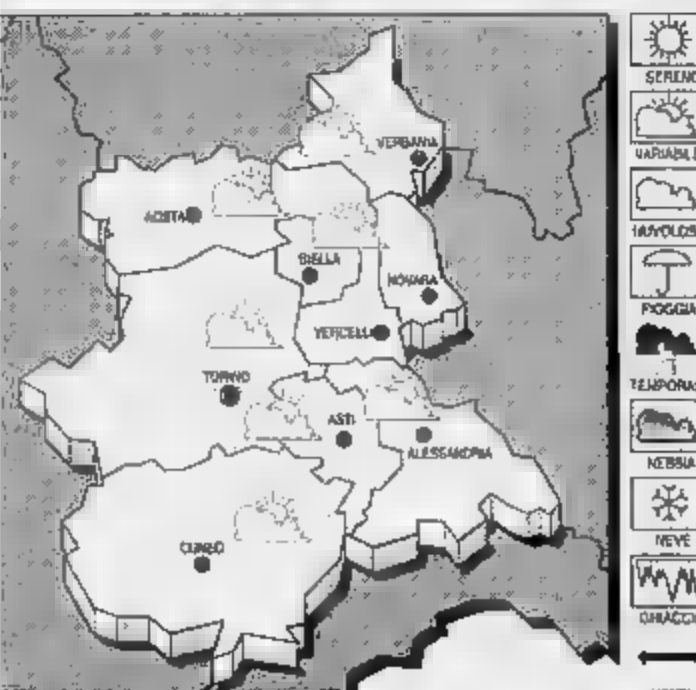 VERBANIA
AOSTA
BIELLA
NOVARA
VERCELLI
TORINO
ASTI
ALESSANDRIA
CUNEO
SERENO
VARIABILE
NUVOLOSO
PIOGGIA
TEMPORALE
NEBBIA
NEVE
GHIACCIO